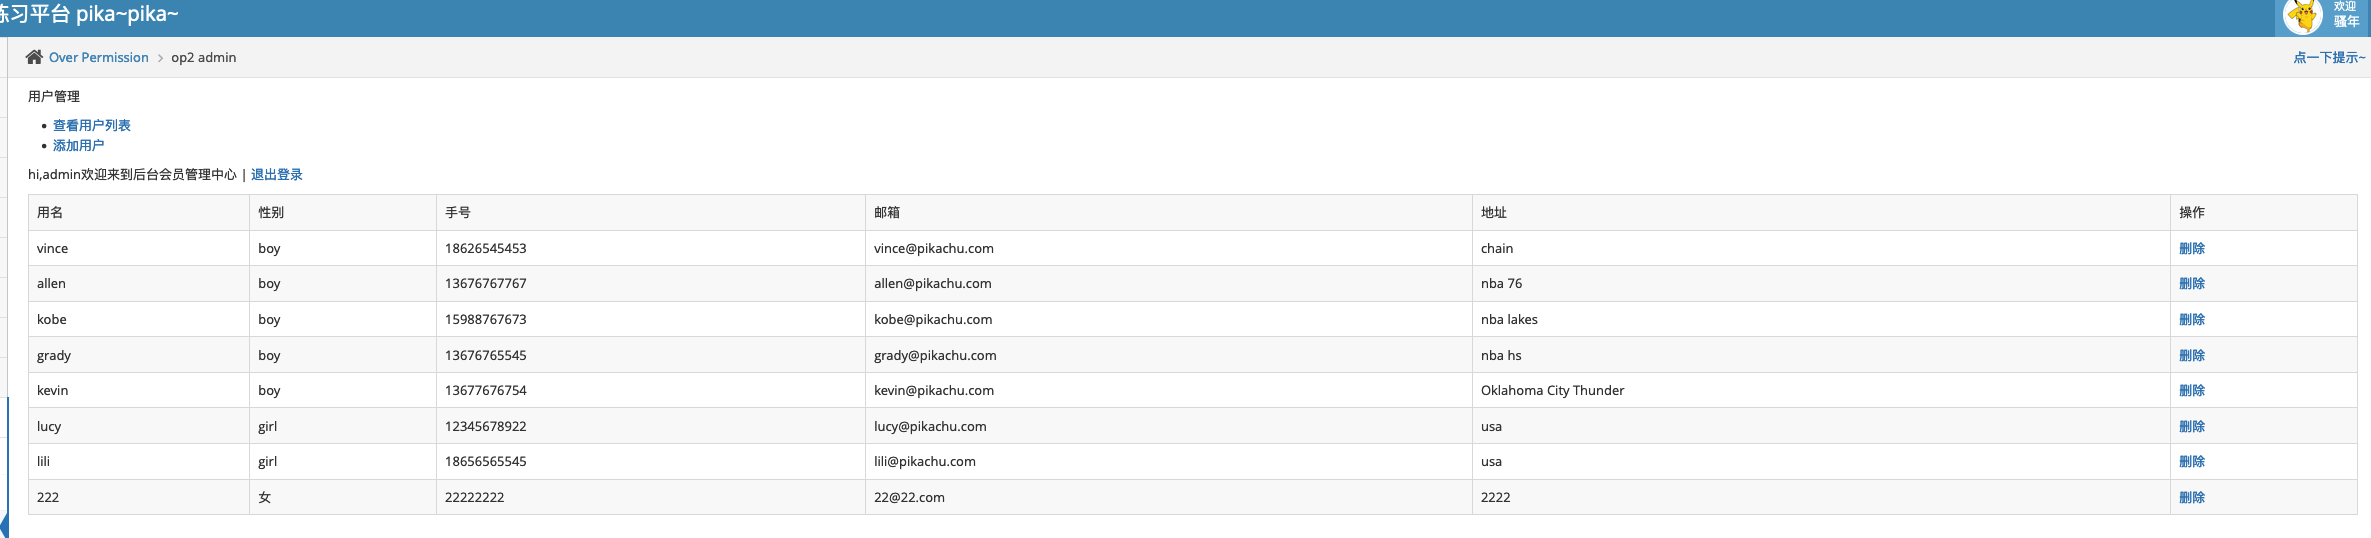 练习平台 pika~pika~
欢迎
骚年
Over Permission op2 admin 点一下提示~
用户管理
查看用户列表
添加用户
hi,admin欢迎来到后台会员管理中心 | 退出登录
用名 性别 手号 邮箱 地址 操作
vince boy 18626545453 vince@pikachu.com chain 删除
allen boy 13676767767 allen@pikachu.com nba 76 删除
kobe boy 15988767673 kobe@pikachu.com nba lakes 删除
grady boy 13676765545 grady@pikachu.com nba hs 删除
kevin boy 13677676754 kevin@pikachu.com Oklahoma City Thunder 删除
lucy girl 12345678922 lucy@pikachu.com usa 删除
lili girl 18656565545 lili@pikachu.com usa 删除
222 女 22222222 22@22.com 2222 删除